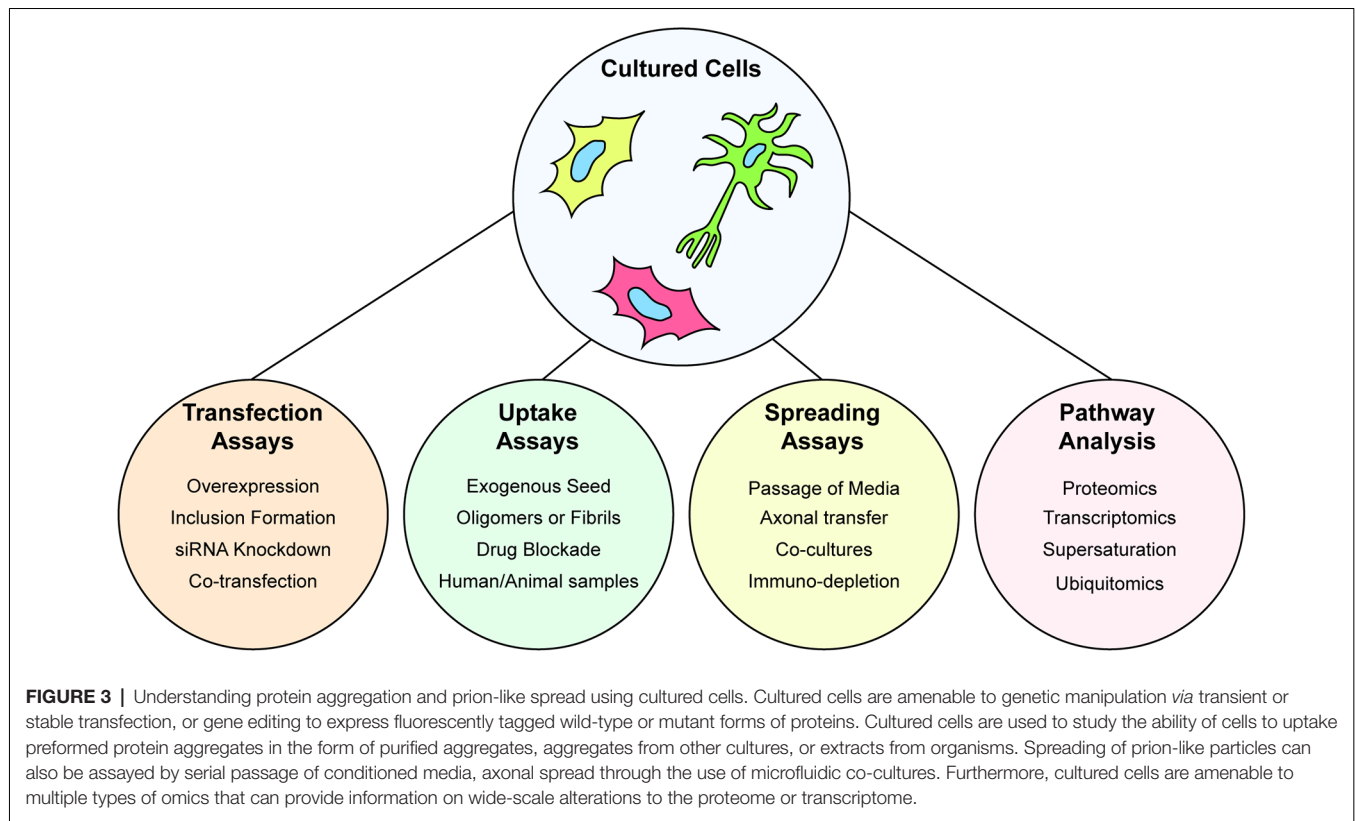 Cultured Cells
Transfection
Assays
Overexpression
Inclusion Formation
siRNA Knockdown
Co-transfection
Uptake
Assays
Exogenous Seed
Oligomers or Fibrils
Drug Blockade
Human/Animal samples
Spreading
Assays
Passage of Media
Axonal transfer
Co-cultures
Immuno-depletion
Pathway
Analysis
Proteomics
Transcriptomics
Supersaturation
Ubiquitomics
FIGURE 3 | Understanding protein aggregation and prion-like spread using cultured cells. Cultured cells are amenable to genetic manipulation via transient or
stable transfection, or gene editing to express fluorescently tagged wild-type or mutant forms of proteins. Cultured cells are used to study the ability of cells to uptake
preformed protein aggregates in the form of purified aggregates, aggregates from other cultures, or extracts from organisms. Spreading of prion-like particles can
also be assayed by serial passage of conditioned media, axonal spread through the use of microfluidic co-cultures. Furthermore, cultured cells are amenable to
multiple types of omics that can provide information on wide-scale alterations to the proteome or transcriptome.